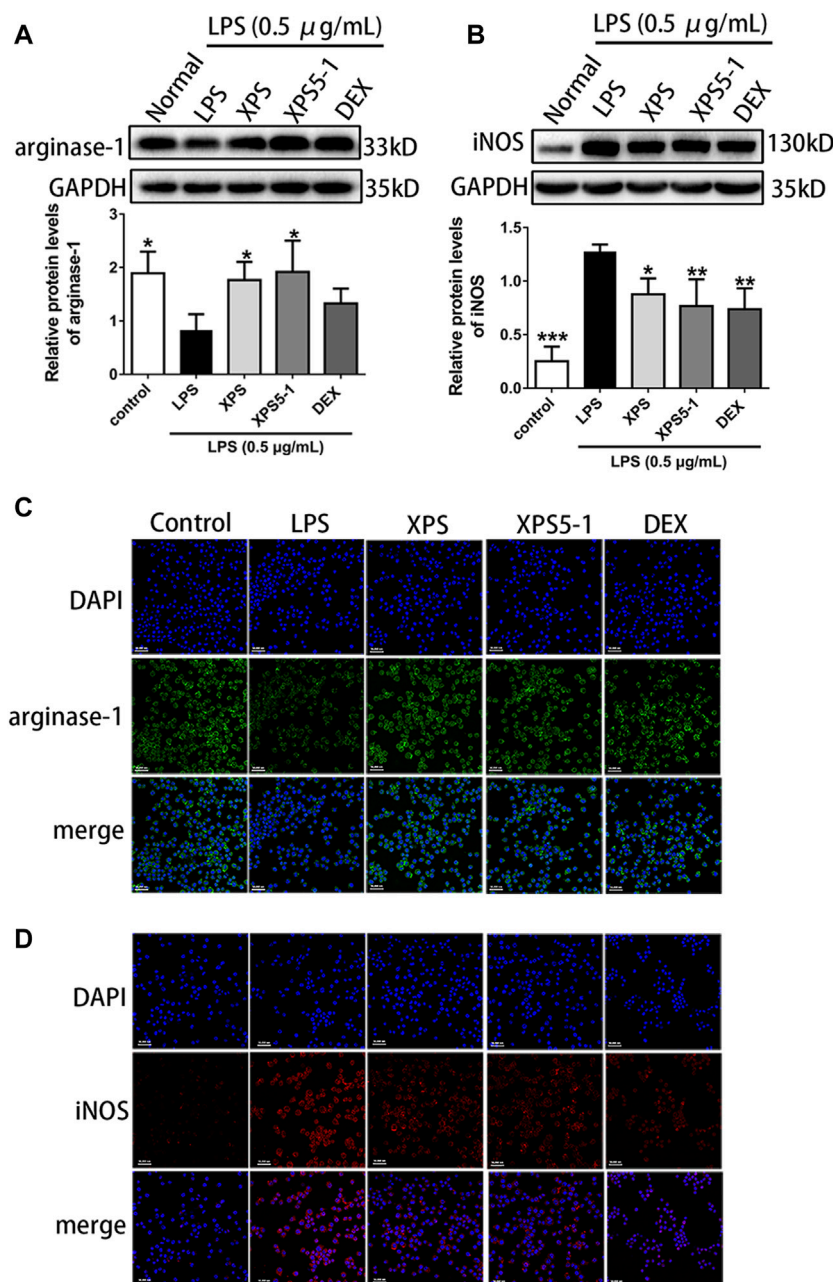 A
LPS (0.5 μg/mL)
Normal
LPS
XPS
XPS5-1
DEX
arginase-1
33kD
GAPDH
35kD
Relative protein levels
of arginase-1
3
2
1
0
*
*
*
control
LPS
XPS
XPS5-1
DEX
LPS (0.5 µg/mL)
B
LPS (0.5 μg/mL)
Normal
LPS
XPS
XPS5-1
DEX
iNOS
130kD
GAPDH
35kD
Relative protein levels
of iNOS
1.5
1.0
0.5
0.0
***
*
**
**
control
LPS
XPS
XPS5-1
DEX
LPS (0.5 µg/mL)
C
Control LPS XPS XPS5-1 DEX
DAPI
arginase-1
merge
D
DAPI
iNOS
merge